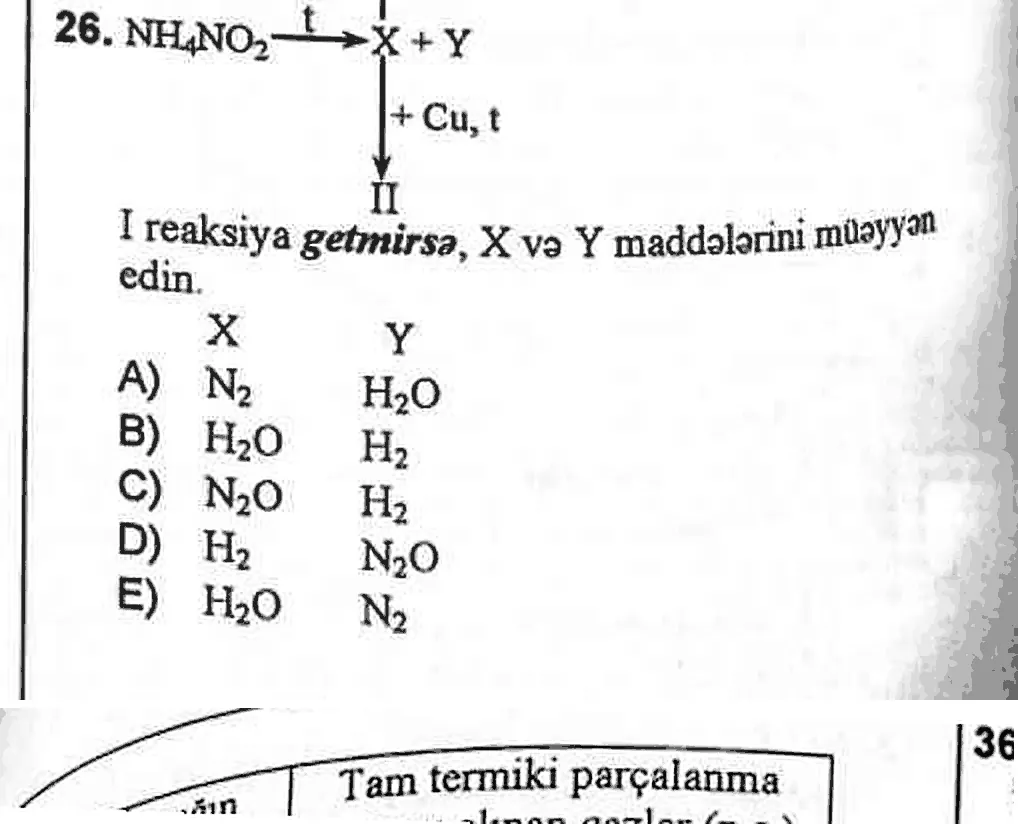 26. NH₄NO₂ t X + Y
+ Cu, t
II
I reaksiya getmirsə, X və Y maddələrini müəyyən
edin.
X Y
A) N₂ H₂O
B) H₂O H₂
C) N₂O H₂
D) H₂ N₂O
E) H₂O N₂
36
Tam termiki parçalanma